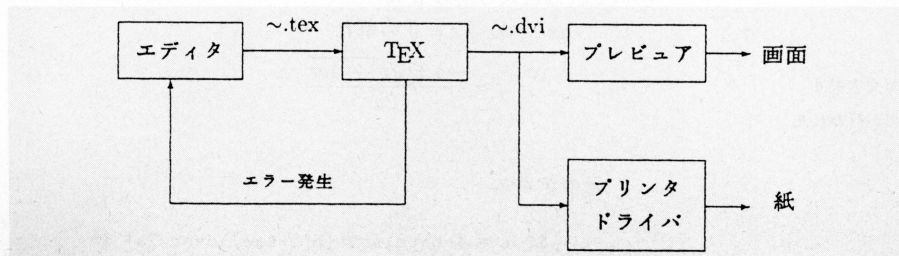 ~.tex
~.dvi
エディタ
TEX
プレビュア
画面
エラー発生
プリンタ
ドライバ
紙